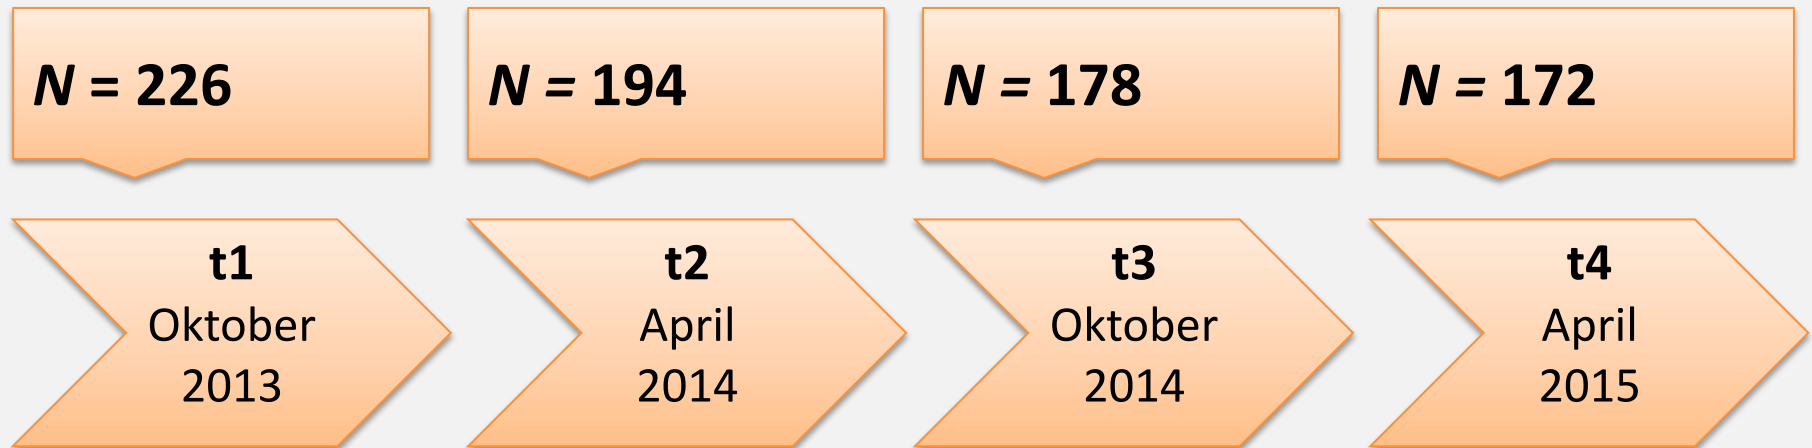 N = 226
N = 194
N = 178
N = 172
t1
Oktober
2013
t2
April
2014
t3
Oktober
2014
t4
April
2015